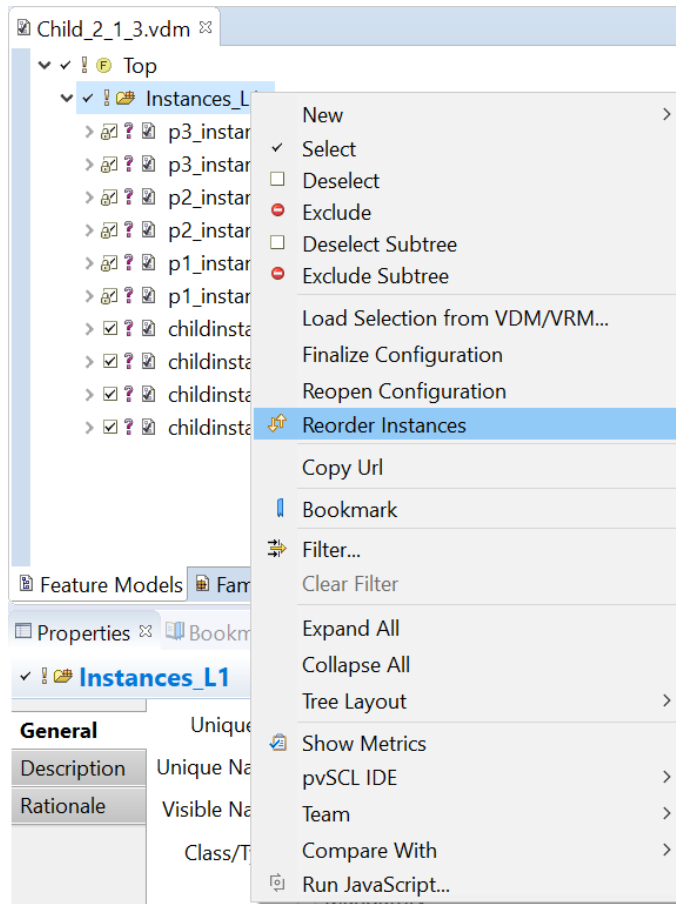 Child_2_1_3.vdm
Top
Instances_L
p3_instar
p3_instar
p2_instar
p2_instar
p1_instar
p1_instar
childinsta
childinsta
childinsta
childinsta
New
Select
Deselect
Exclude
Deselect Subtree
Exclude Subtree
Load Selection from VDM/VRM...
Finalize Configuration
Reopen Configuration
Reorder Instances
Copy Url
Bookmark
Filter...
Clear Filter
Expand All
Collapse All
Tree Layout
Show Metrics
pvSCL IDE
Team
Compare With
Run JavaScript...
Feature Models Fam
Properties Bookm
Instances_L1
General Unique
Description Unique Na
Rationale Visible Na
Class/T